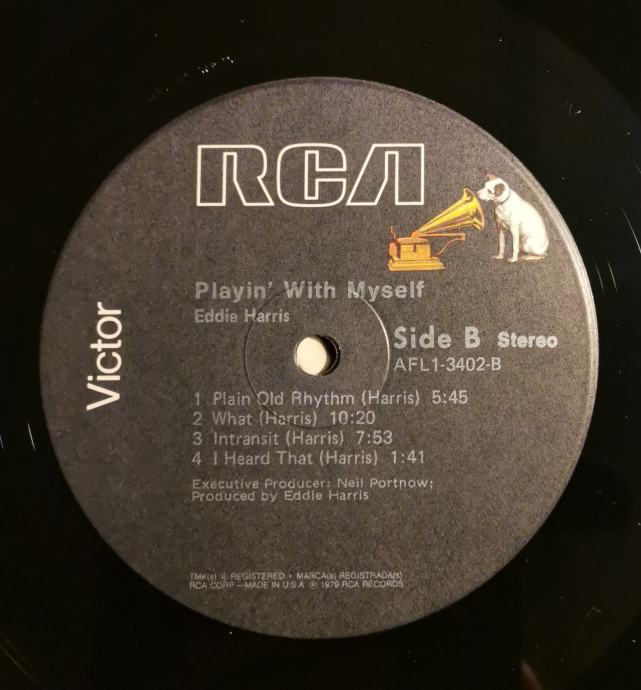 RCA
Playin' With Myself
Eddie Harris
Side B Stereo
AFL1-3402-B
Victor
1 Plain Old Rhythm (Harris) 5:45
2 What (Harris) 10:20
3 Intransit (Harris) 7:53
4 I Heard That (Harris) 1:41
Executive Producer: Neil Portnow;
Produced by Eddie Harris
TMK(s) ® REGISTERED • MARCA(s) REGISTRADA(S)
RCA CORP—MADE IN U.S.A ℗ 1979 RCA RECORDS